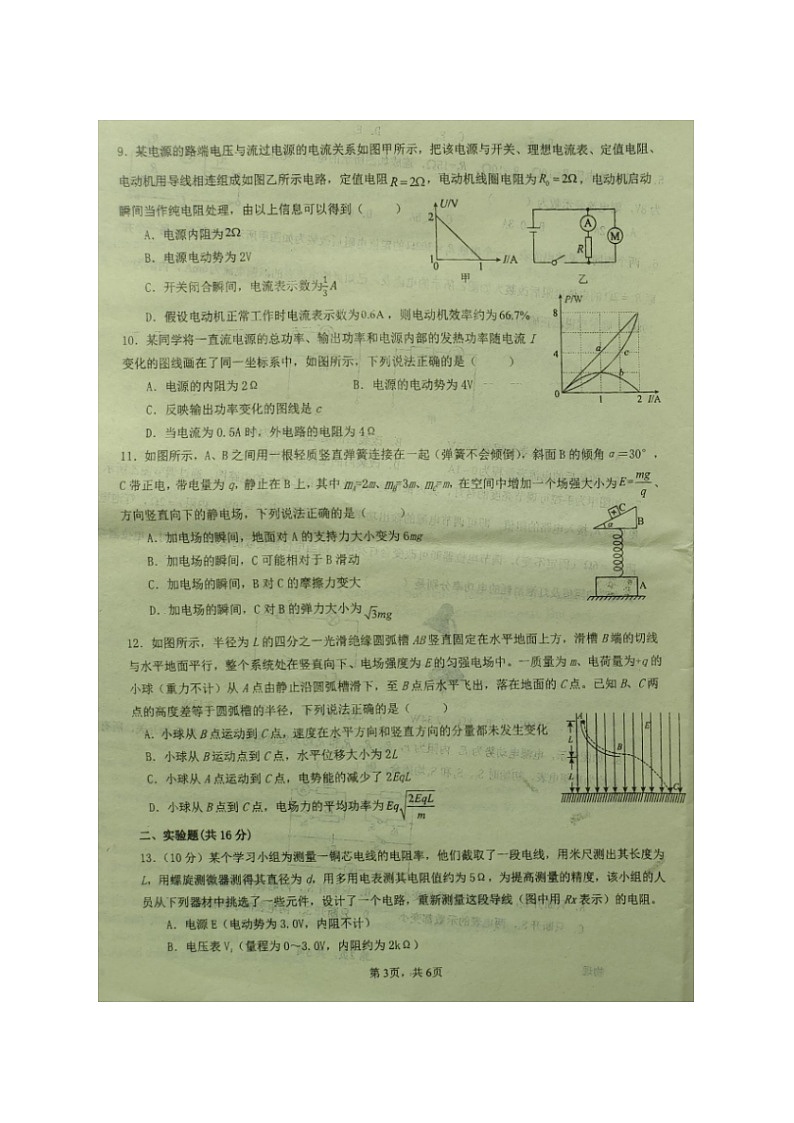 9. 某电源的路端电压与流过电源的电流关系如图甲所示，把该电源与开关、理想电流表、定值电阻、
电动机用导线相连组成如图乙所示电路，定值电阻R=2Ω，电动机线圈电阻为R₀=2Ω，电动机启动
瞬间当作纯电阻处理，由以上信息可以得到（    ）
A. 电源内阻为2Ω
B. 电源电动势为2V
C. 开关闭合瞬间，电流表示数为1/3 A
D. 假设电动机正常工作时电流表示数为0.6A，则电动机效率约为66.7%
U/V
2
1
0
1
I/A
甲
A
R
M
乙
10. 某同学将一直流电源的总功率、输出功率和电源内部的发热功率随电流 I
变化的图线画在了同一坐标系中，如图所示，下列说法正确的是（    ）
A. 电源的内阻为2Ω    B. 电源的电动势为4V
C. 反映输出功率变化的图线是 c
D. 当电流为0.5A时，外电路的电阻为4Ω
P/W
8
4
a
c
b
0
1
2
I/A
11. 如图所示，A、B之间用一根轻质竖直弹簧连接在一起（弹簧不会倾倒），斜面B的倾角α=30°，
C带正电，带电量为q，静止在B上，其中mA=2m、mB=3m、mC=m，在空间中增加一个场强大小为E=mg/q、
方向竖直向下的静电场，下列说法正确的是（    ）
A. 加电场的瞬间，地面对A的支持力大小变为6mg
B. 加电场的瞬间，C可能相对于B滑动
C. 加电场的瞬间，B对C的摩擦力变大
D. 加电场的瞬间，C对B的弹力大小为√3mg
C
α
B
A
12. 如图所示，半径为L的四分之一光滑绝缘圆弧槽AB竖直固定在水平地面上方，滑槽B端的切线
与水平地面平行，整个系统处在竖直向下、电场强度为E的匀强电场中。一质量为m、电荷量为+q的
小球（重力不计）从A点由静止沿圆弧槽滑下，至B点后水平飞出，落在地面的C点。已知B、C两
点的高度差等于圆弧槽的半径，下列说法正确的是（    ）
A. 小球从B点运动到C点，速度在水平方向和竖直方向的分量都未发生变化
B. 小球从B运动点到C点，水平位移大小为2L
C. 小球从A点运动到C点，电势能的减少了2EqL
D. 小球从B点到C点，电场力的平均功率为Eq√(2EqL/m)
A
E
L
B
L
C
二、实验题(共16分)
13.（10分）某个学习小组为测量一铜芯电线的电阻率，他们截取了一段电线，用米尺测出其长度为
L，用螺旋测微器测得其直径为d，用多用电表测其电阻值约为5Ω，为提高测量的精度，该小组的人
员从下列器材中挑选了一些元件，设计了一个电路，重新测量这段导线（图中用Rx表示）的电阻。
A. 电源E（电动势为3.0V，内阻不计）
B. 电压表V₁（量程为0～3.0V，内阻约为2kΩ）
第3页，共6页